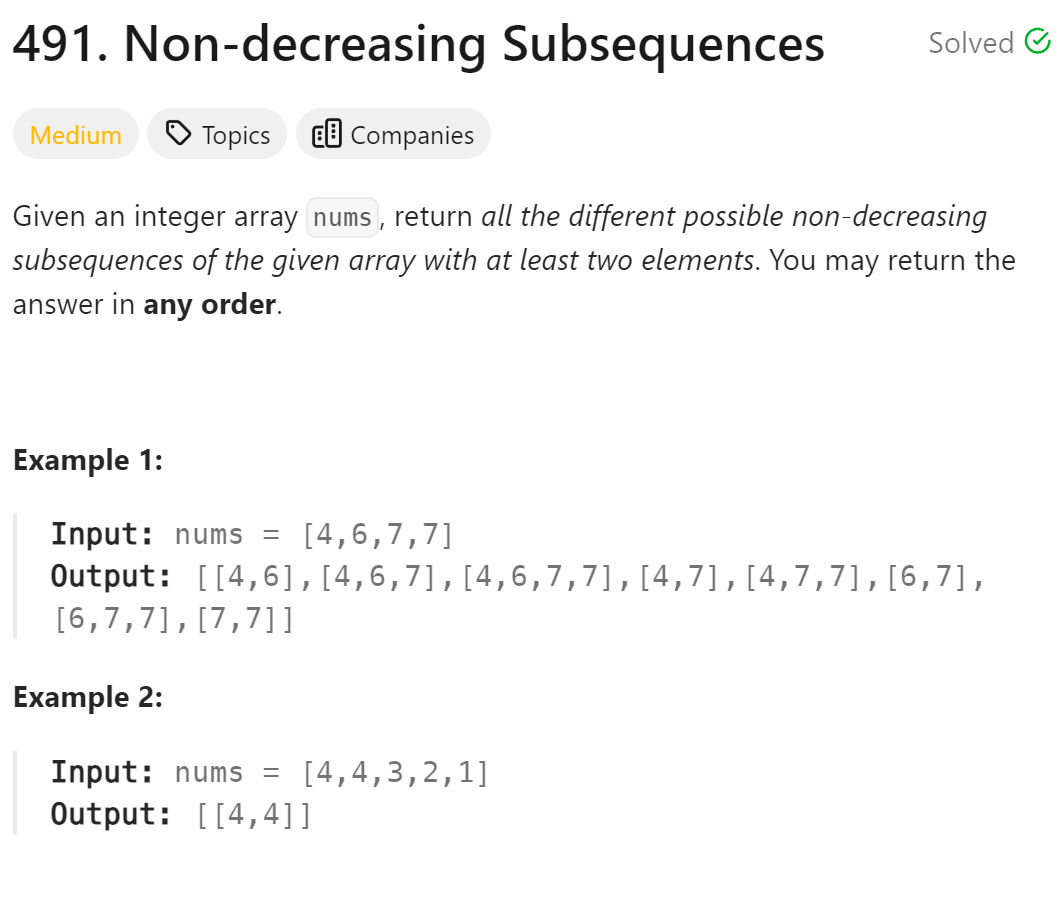 491. Non-decreasing Subsequences
Solved
Medium
Topics
Companies
Given an integer array nums, return all the different possible non-decreasing
subsequences of the given array with at least two elements. You may return the
answer in any order.
Example 1:
Input: nums = [4,6,7,7]
Output: [[4,6],[4,6,7],[4,6,7,7],[4,7],[4,7,7],[6,7],
[6,7,7],[7,7]]
Example 2:
Input: nums = [4,4,3,2,1]
Output: [[4,4]]